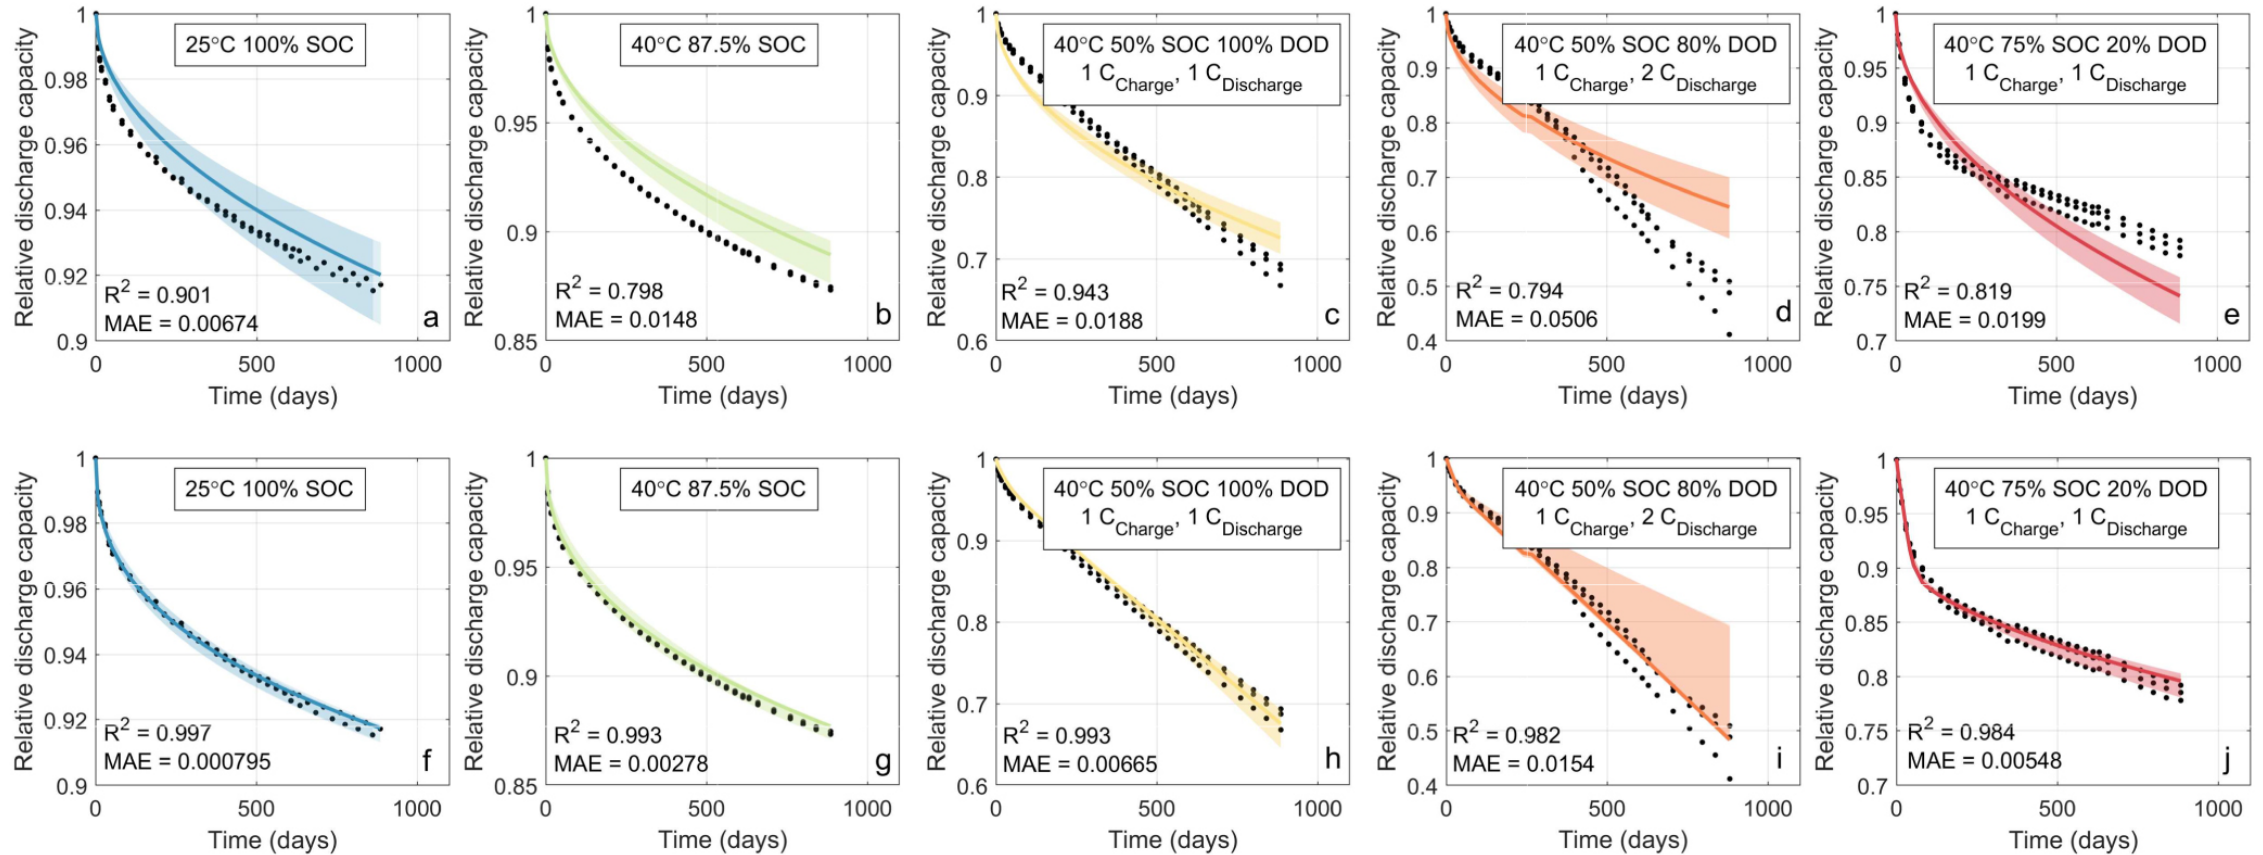 Relative discharge capacity
1
0.98
0.96
0.94
0.92
0.9
25°C 100% SOC
R² = 0.901
MAE = 0.00674
a
0
500
1000
Time (days)
Relative discharge capacity
1
0.95
0.9
0.85
40°C 87.5% SOC
R² = 0.798
MAE = 0.0148
b
0
500
1000
Time (days)
Relative discharge capacity
1
0.9
0.8
0.7
0.6
40°C 50% SOC 100% DOD
1 C_Charge, 1 C_Discharge
R² = 0.943
MAE = 0.0188
c
0
500
1000
Time (days)
Relative discharge capacity
1
0.9
0.8
0.7
0.6
0.5
0.4
40°C 50% SOC 80% DOD
1 C_Charge, 2 C_Discharge
R² = 0.794
MAE = 0.0506
d
0
500
1000
Time (days)
Relative discharge capacity
1
0.95
0.9
0.85
0.8
0.75
0.7
40°C 75% SOC 20% DOD
1 C_Charge, 1 C_Discharge
R² = 0.819
MAE = 0.0199
e
0
500
1000
Time (days)
Relative discharge capacity
1
0.98
0.96
0.94
0.92
0.9
25°C 100% SOC
R² = 0.997
MAE = 0.000795
f
0
500
1000
Time (days)
Relative discharge capacity
1
0.95
0.9
0.85
40°C 87.5% SOC
R² = 0.993
MAE = 0.00278
g
0
500
1000
Time (days)
Relative discharge capacity
1
0.9
0.8
0.7
0.6
40°C 50% SOC 100% DOD
1 C_Charge, 1 C_Discharge
R² = 0.993
MAE = 0.00665
h
0
500
1000
Time (days)
Relative discharge capacity
1
0.9
0.8
0.7
0.6
0.5
0.4
40°C 50% SOC 80% DOD
1 C_Charge, 2 C_Discharge
R² = 0.982
MAE = 0.0154
i
0
500
1000
Time (days)
Relative discharge capacity
1
0.95
0.9
0.85
0.8
0.75
0.7
40°C 75% SOC 20% DOD
1 C_Charge, 1 C_Discharge
R² = 0.984
MAE = 0.00548
j
0
500
1000
Time (days)